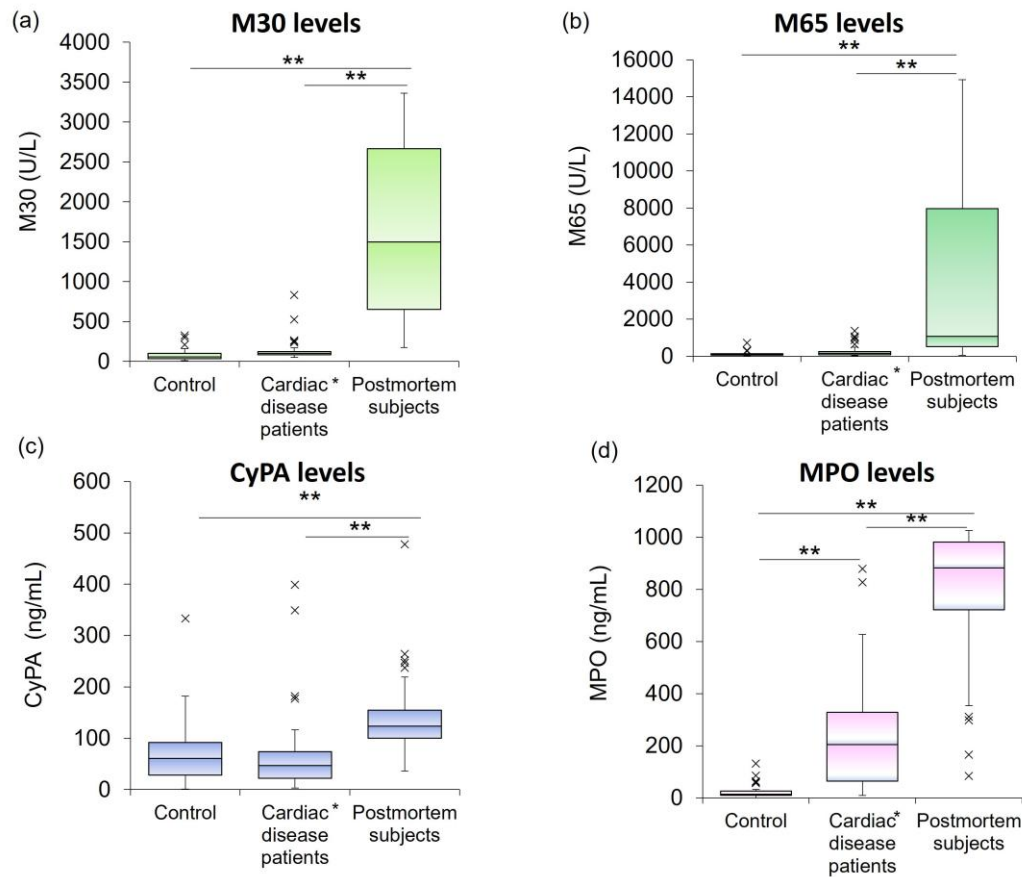 (a)
M30 levels
4000
3500
3000
2500
2000
1500
1000
500
0
M30 (U/L)
**
**
Control
Cardiac *
disease
patients
Postmortem
subjects
(b)
M65 levels
16000
14000
12000
10000
8000
6000
4000
2000
0
M65 (U/L)
**
**
Control
Cardiac *
disease
patients
Postmortem
subjects
(c)
CyPA levels
600
500
400
300
200
100
0
CyPA (ng/mL)
**
**
Control
Cardiac *
disease
patients
Postmortem
subjects
(d)
MPO levels
1200
1000
800
600
400
200
0
MPO (ng/mL)
**
**
**
Control
Cardiac *
disease
patients
Postmortem
subjects